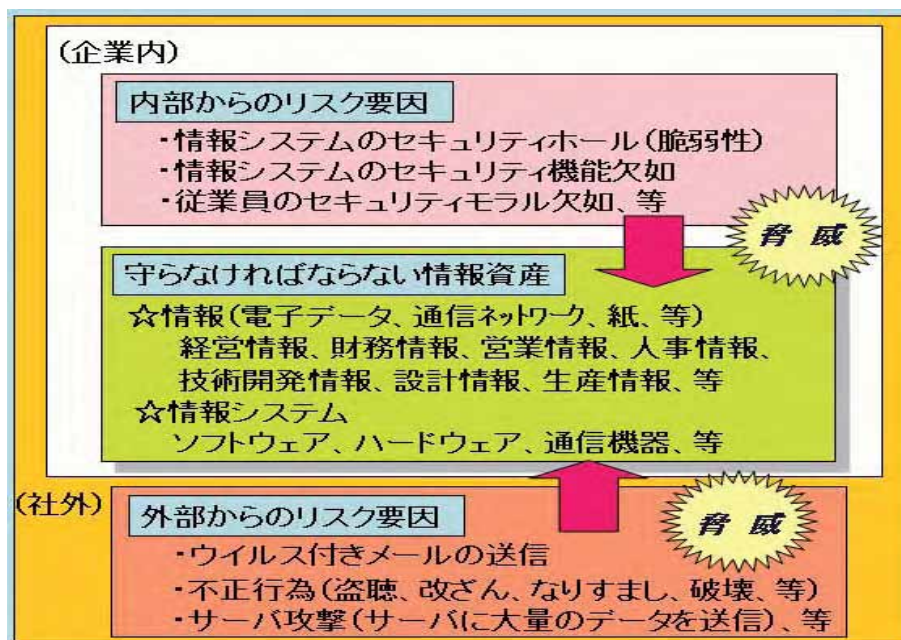 (企業内)
内部からのリスク要因
・情報システムのセキュリティホール(脆弱性)
・情報システムのセキュリティ機能欠如
・従業員のセキュリティモラル欠如、等
脅威
守らなければならない情報資産
☆情報(電子データ、通信ネットワーク、紙、等)
経営情報、財務情報、営業情報、人事情報、
技術開発情報、設計情報、生産情報、等
☆情報システム
ソフトウェア、ハードウェア、通信機器、等
(社外)
外部からのリスク要因
脅威
・ウイルス付きメールの送信
・不正行為(盗聴、改ざん、なりすまし、破壊、等)
・サーバ攻撃(サーバに大量のデータを送信)、等